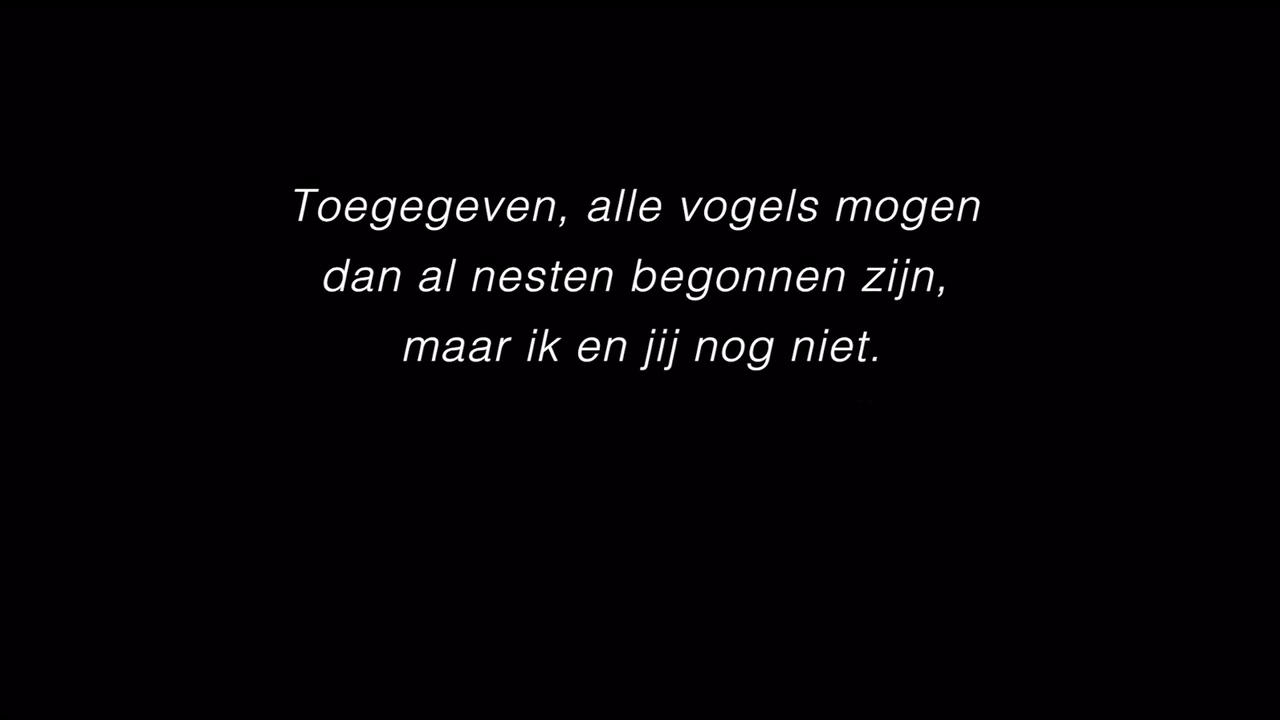 Toegegeven, alle vogels mogen
dan al nesten begonnen zijn,
maar ik en jij nog niet.